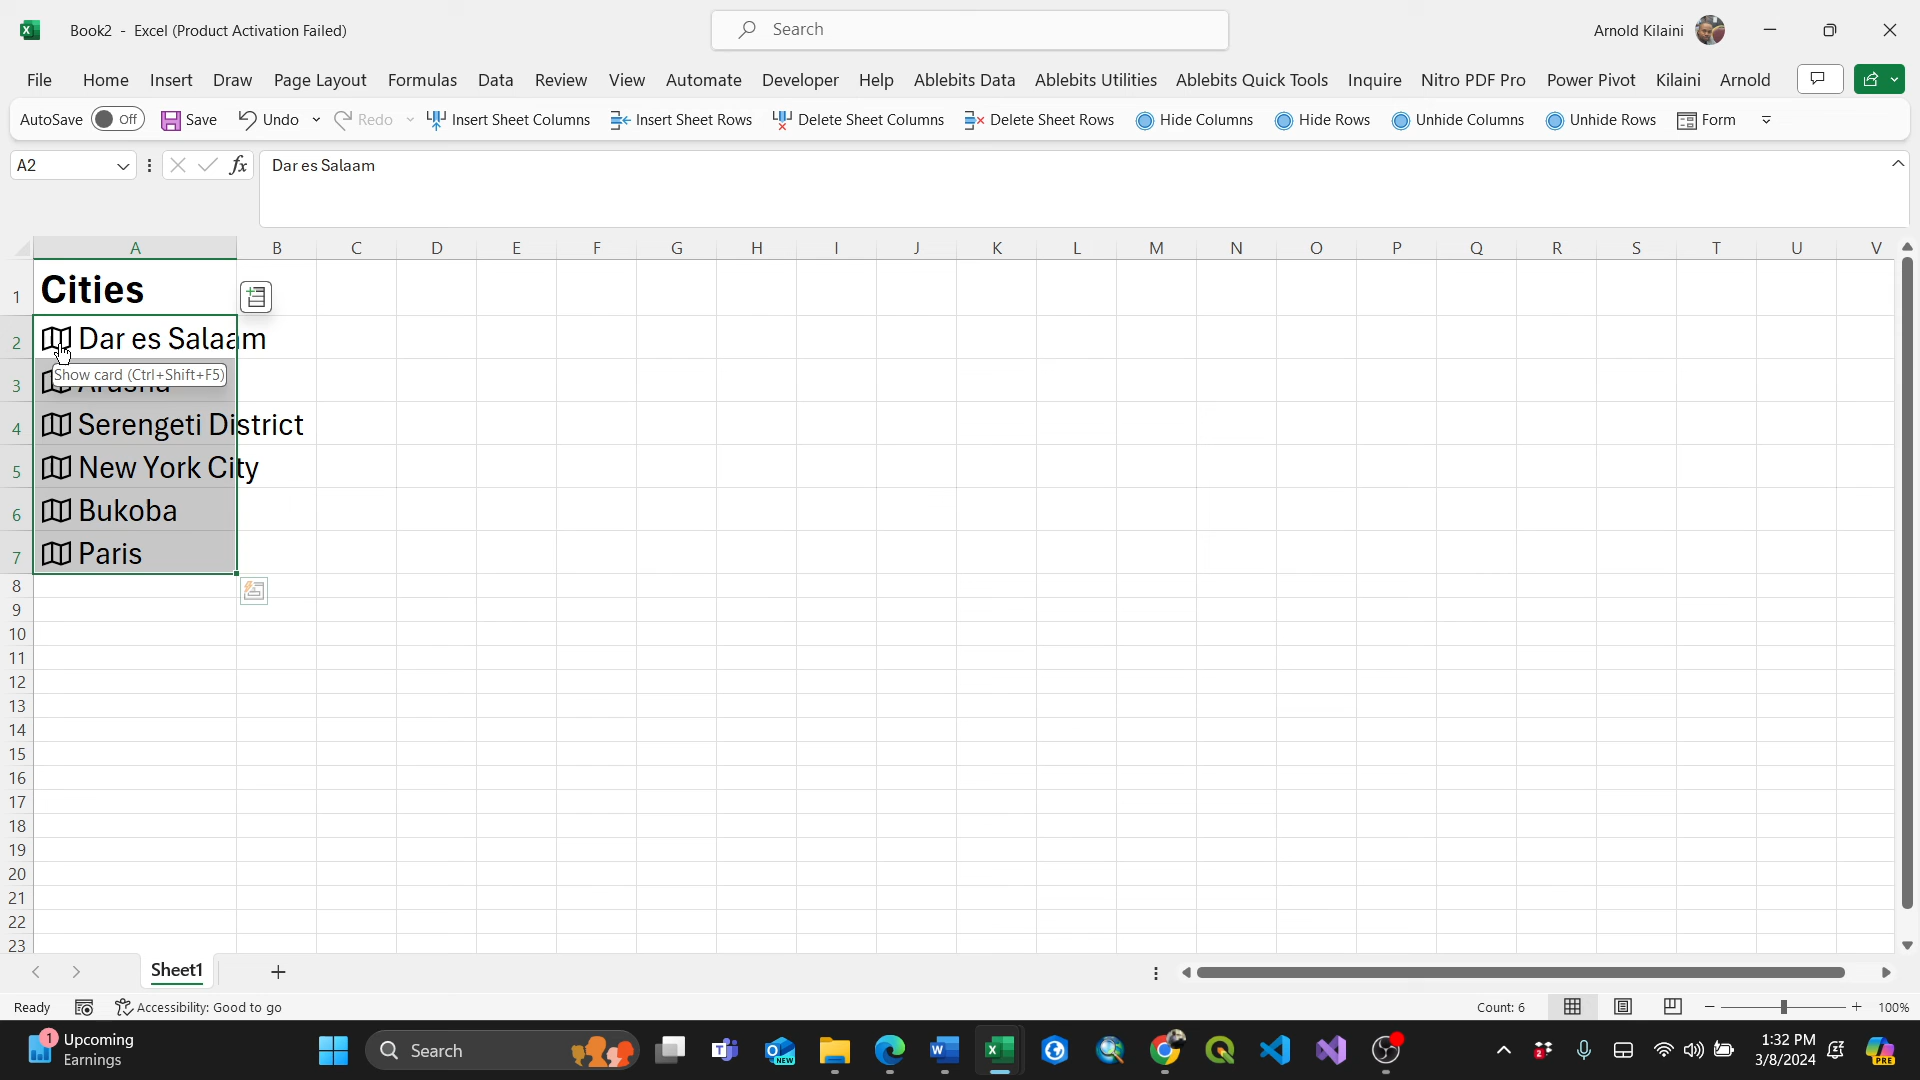 Book2 - Excel (Product Activation Failed)
Search
Arnold Kilaini
File Home Insert Draw Page Layout Formulas Data Review View Automate Developer Help Ablebits Data Ablebits Utilities Ablebits Quick Tools Inquire Nitro PDF Pro Power Pivot Kilaini Arnold
AutoSave Off Save Undo Redo Insert Sheet Columns Insert Sheet Rows Delete Sheet Columns Delete Sheet Rows Hide Columns Hide Rows Unhide Columns Unhide Rows Form
A2 fx Dar es Salaam
A B C D E F G H I J K L M N O P Q R S T U V
1 Cities
2 Dar es Salaam
Show card (Ctrl+Shift+F5)
3 Arusha
4 Serengeti District
5 New York City
6 Bukoba
7 Paris
8
9
10
11
12
13
14
15
16
17
18
19
20
21
22
23
Sheet1
Ready Accessibility: Good to go Count: 6 100%
1 Upcoming
Earnings
Search
NEW
2
1:32 PM
3/8/2024
PRE